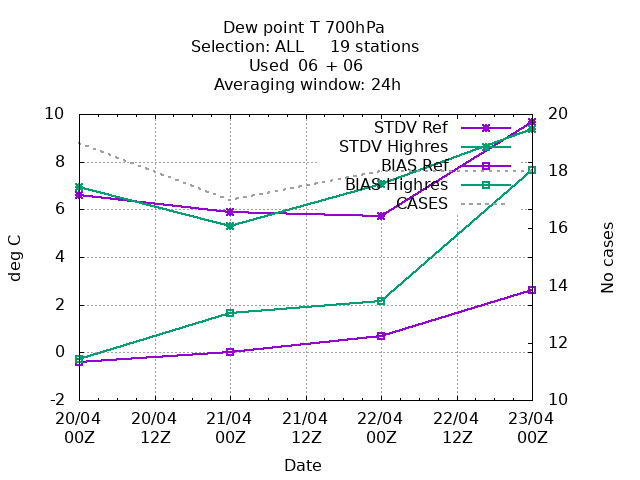 Dew point T 700hPa
Selection: ALL     19 stations
Used  06 + 06
Averaging window: 24h
10
8
6
4
2
0
-2
deg C
20
18
16
14
12
10
No cases
STDV Ref
STDV Highres
BIAS Ref
BIAS Highres
CASES
20/04 20/04 21/04 21/04 22/04 22/04 23/04
00Z 12Z 00Z 12Z 00Z 12Z 00Z
Date